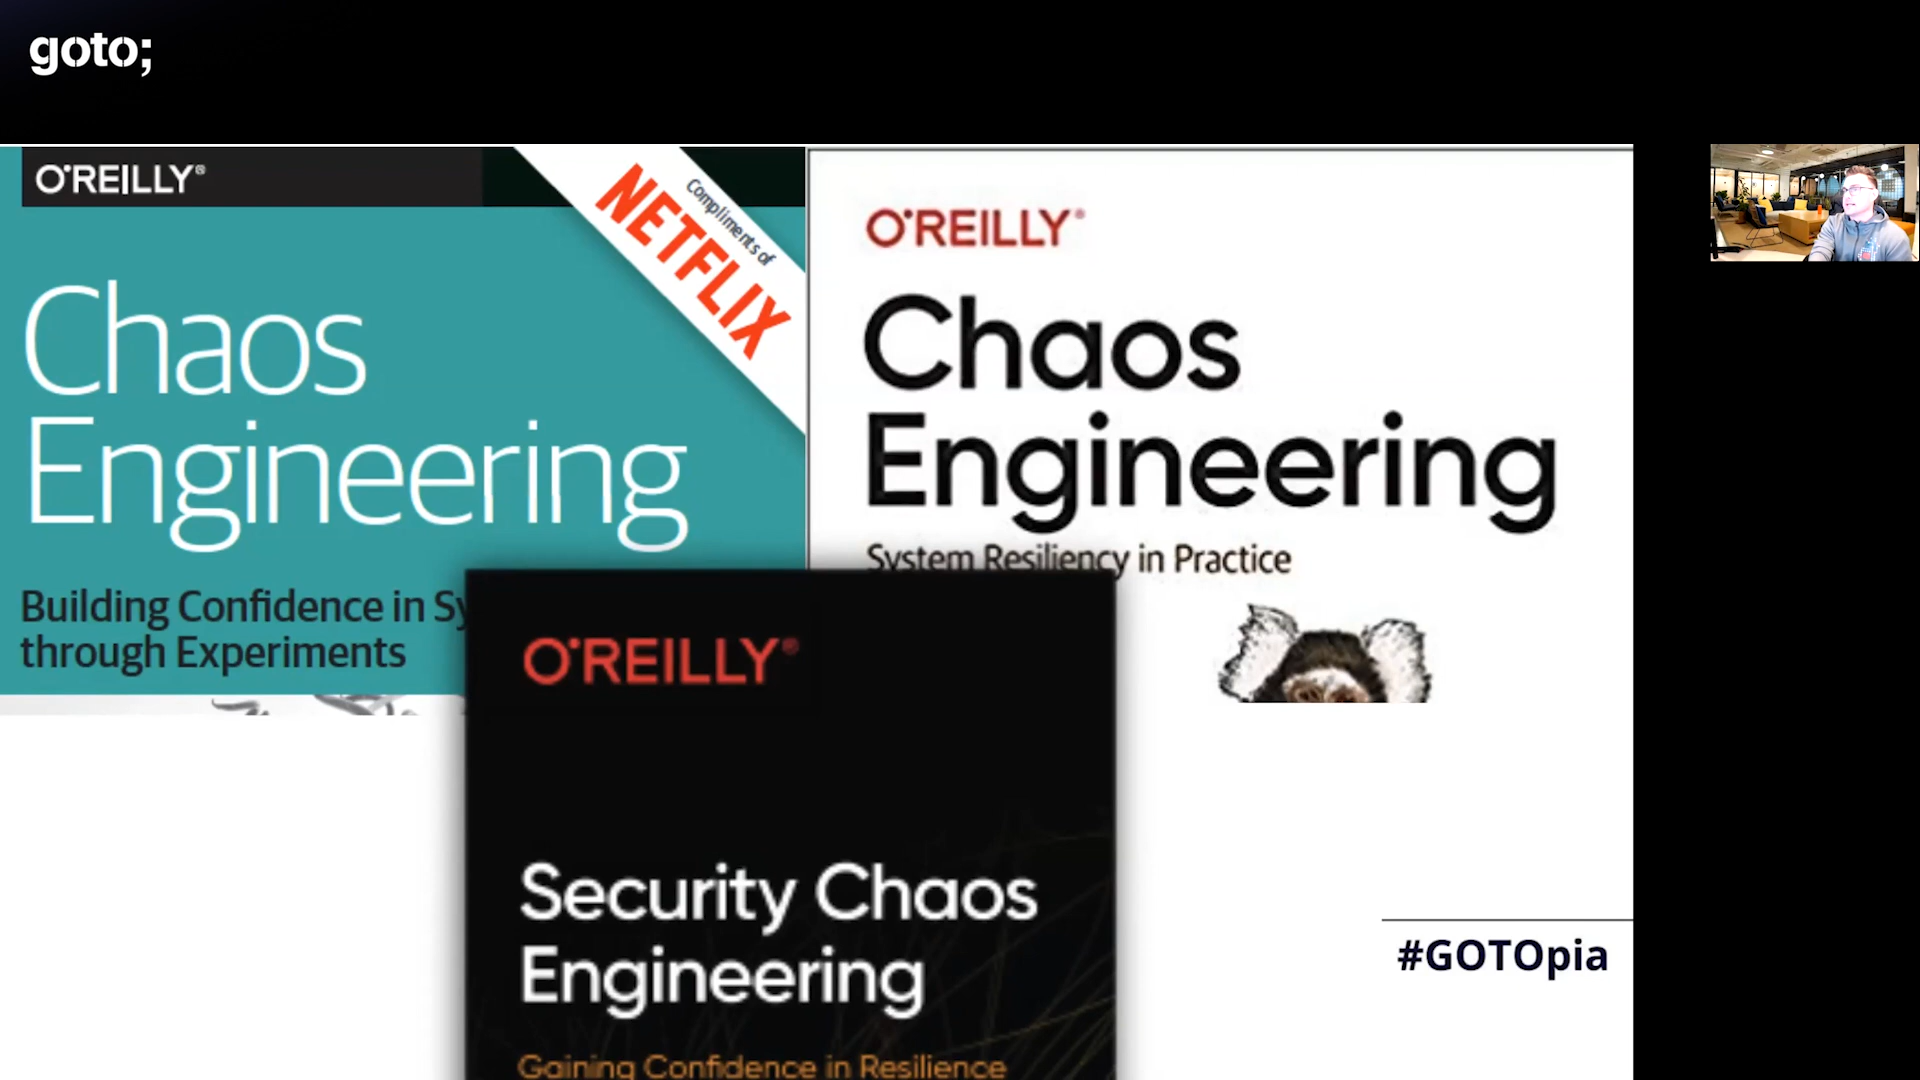 goto;
O'REILLY®
Compliments of
NETFLIX
Chaos
Engineering
Building Confidence in Sy
through Experiments
O'REILLY®
Chaos
Engineering
System Resiliency in Practice
O'REILLY®
Security Chaos
Engineering
Gaining Confidence in Resilience
#GOTOpia